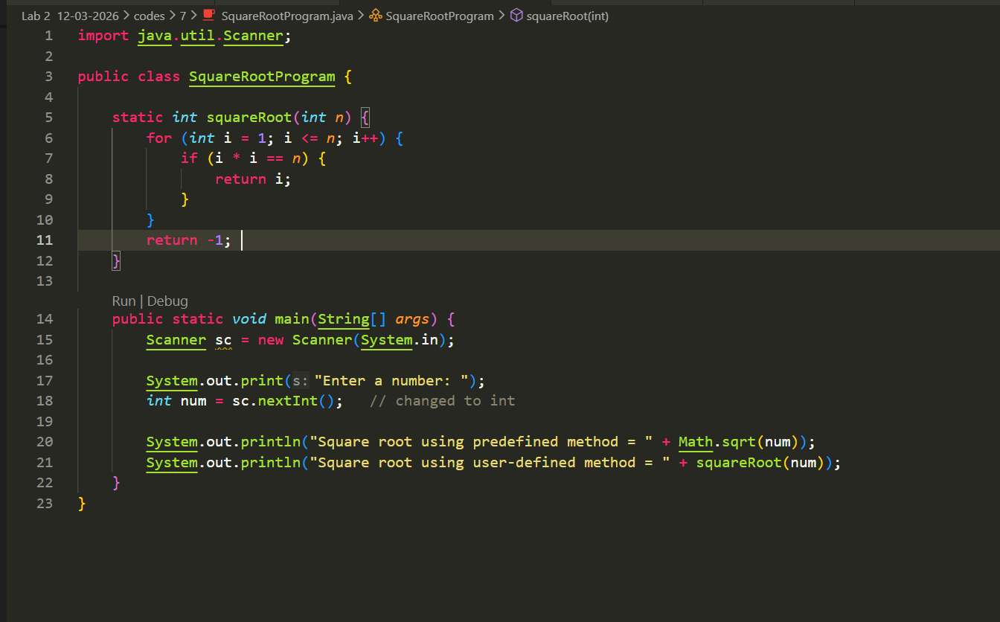 Lab 2 12-03-2026 > codes > 7 > SquareRootProgram.java > SquareRootProgram > squareRoot(int)
1 import java.util.Scanner;
2
3 public class SquareRootProgram {
4
5     static int squareRoot(int n) {
6         for (int i = 1; i <= n; i++) {
7             if (i * i == n) {
8                 return i;
9             }
10         }
11         return -1;
12     }
13
Run | Debug
14     public static void main(String[] args) {
15         Scanner sc = new Scanner(System.in);
16
17         System.out.print(s: "Enter a number: ");
18         int num = sc.nextInt();   // changed to int
19
20         System.out.println("Square root using predefined method = " + Math.sqrt(num));
21         System.out.println("Square root using user-defined method = " + squareRoot(num));
22     }
23 }